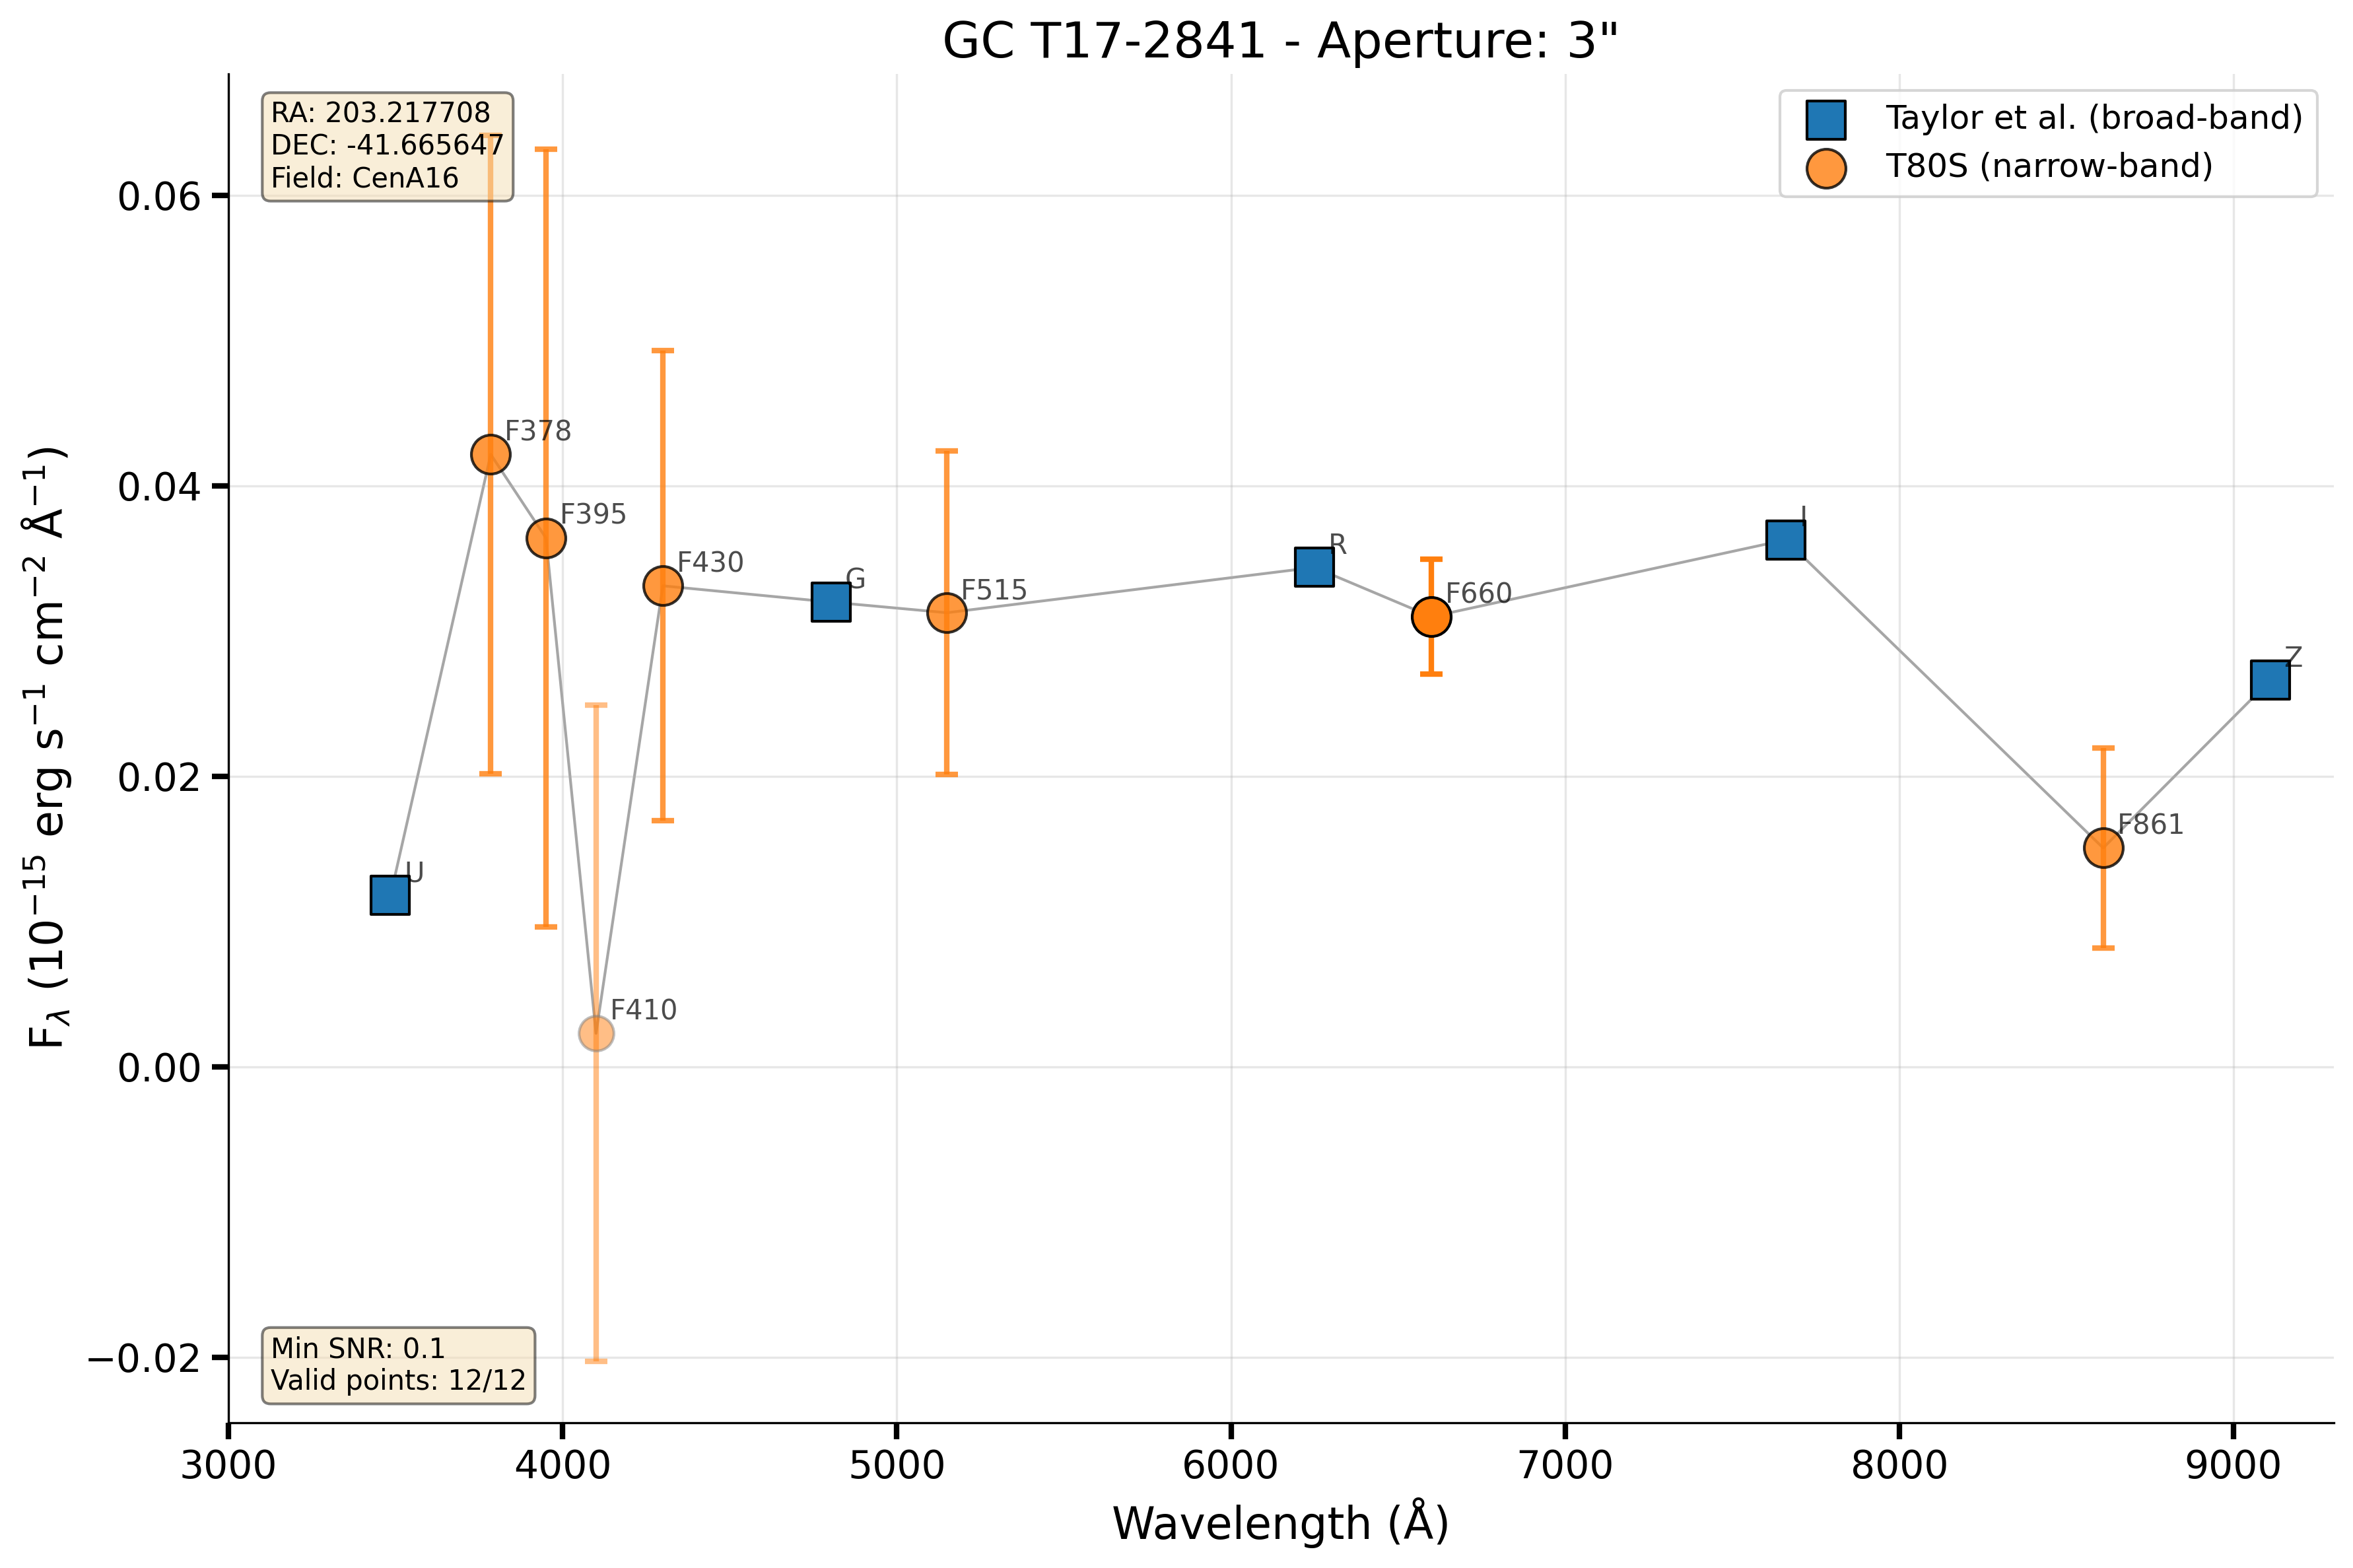 GC T17-2841 - Aperture: 3"
RA: 203.217708
DEC: -41.665647
Field: CenA16
Taylor et al. (broad-band)
T80S (narrow-band)
F378
F395
F430
F410
U
G
F515
R
F660
I
F861
Z
Min SNR: 0.1
Valid points: 12/12
0.06
0.04
0.02
0.00
−0.02
3000 4000 5000 6000 7000 8000 9000
Wavelength (Å)
Fλ (10⁻¹⁵ erg s⁻¹ cm⁻² Å⁻¹)